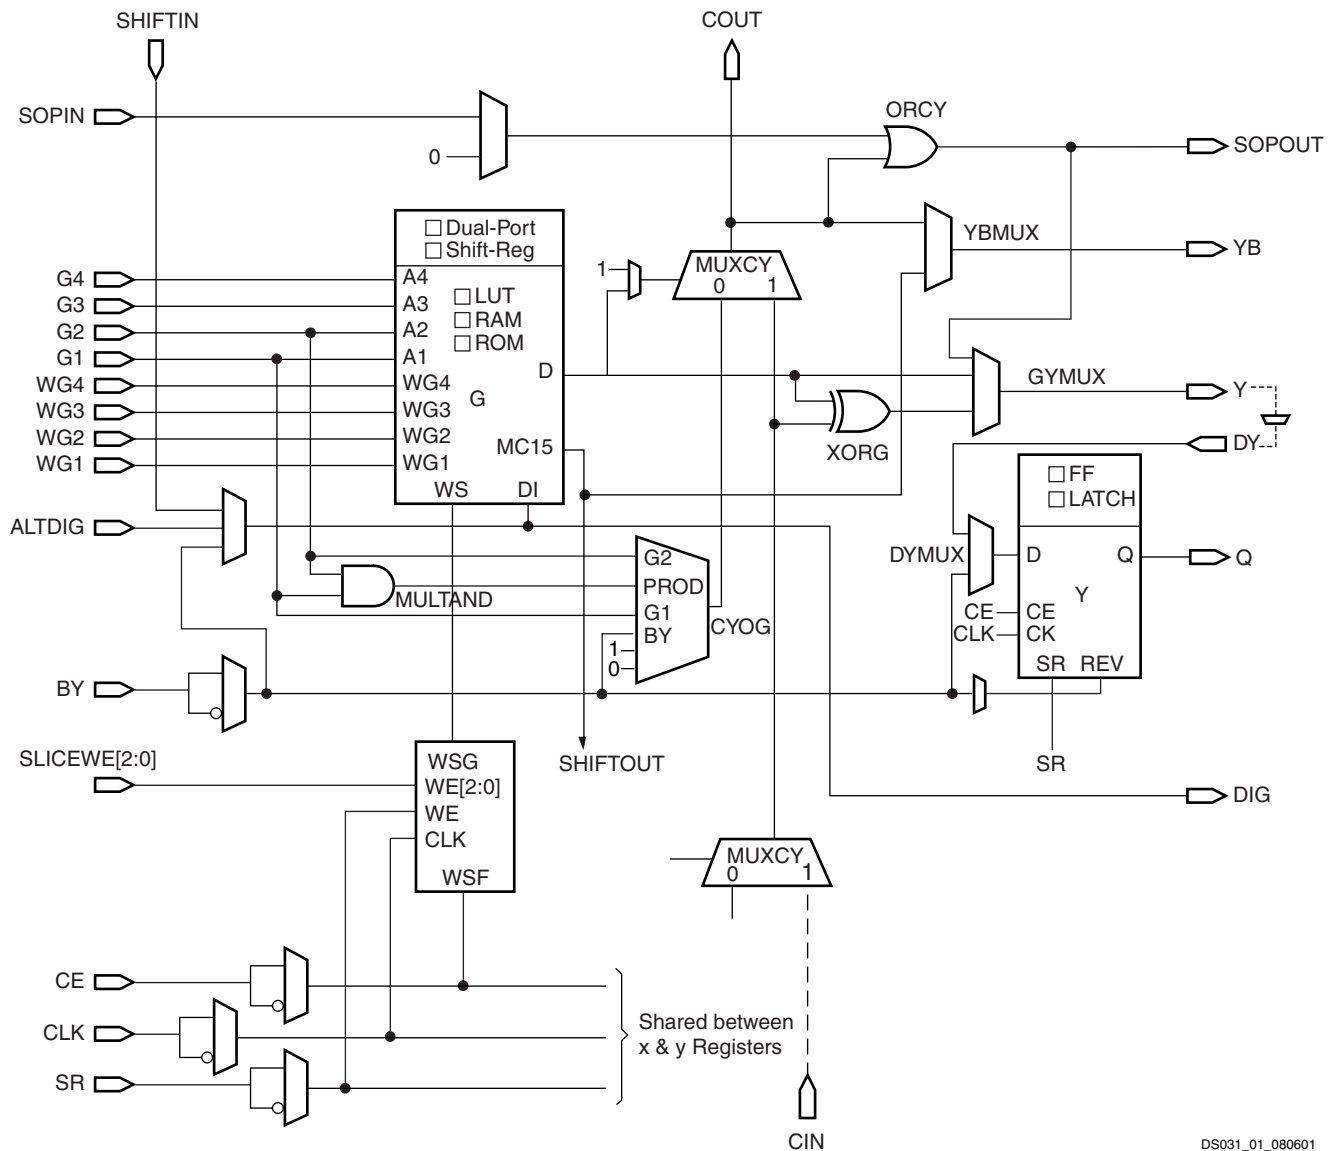 SHIFTIN
COUT
SOPIN
0
ORCY
SOPOUT
Dual-Port
Shift-Reg
YBMUX
YB
G4
G3
G2
G1
WG4
WG3
WG2
WG1
A4
A3
A2
A1
WG4
WG3
WG2
WG1
LUT
RAM
ROM
G
D
MC15
WS
DI
1
MUXCY
0 1
GYMUX
Y
DY
XORG
FF
LATCH
ALTDIG
DYMUX
D
Q
Q
Y
CE
CE
CLK
CK
SR REV
SR
G2
PROD
G1
BY
1
0
MULTAND
CYOG
BY
SHIFTOUT
SLICEWE[2:0]
WSG
WE[2:0]
WE
CLK
WSF
DIG
MUXCY
0 1
CE
CLK
SR
Shared between
x & y Registers
CIN
DS031_01_080601